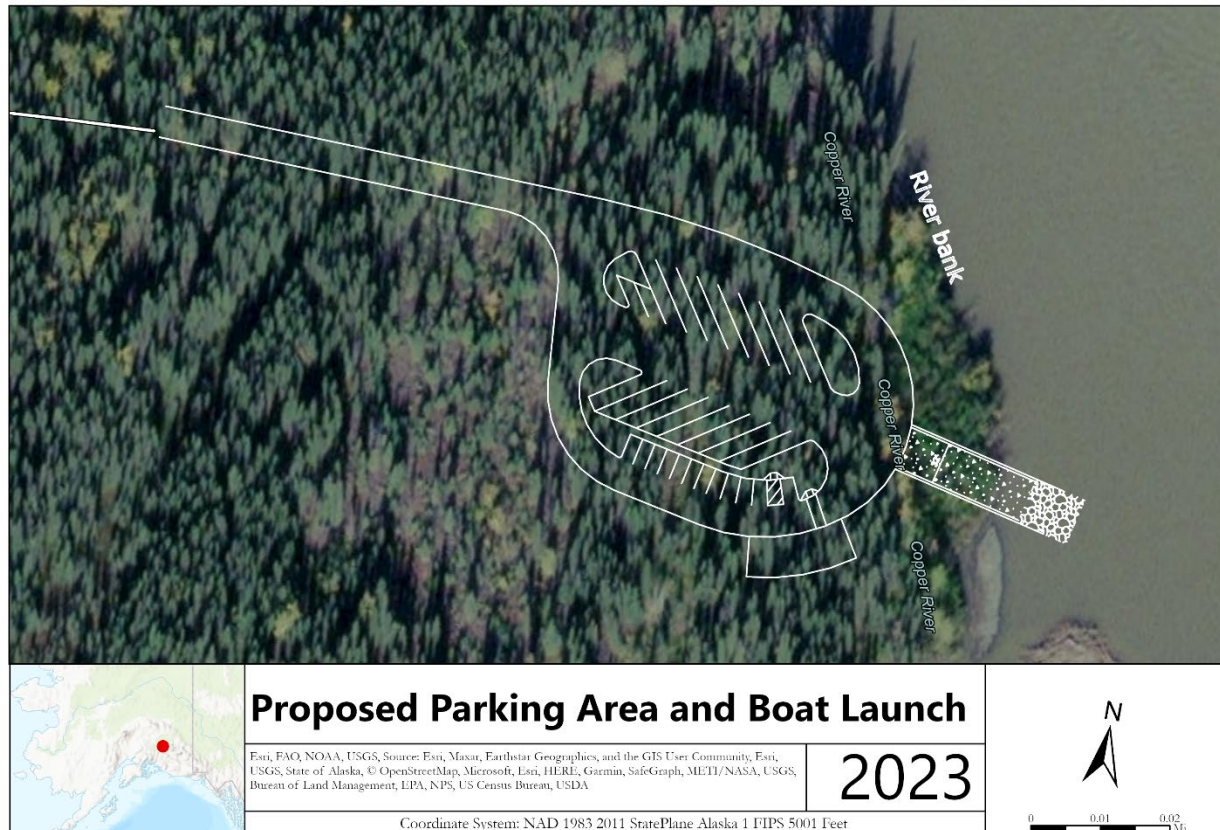 Copper River
River bank
Copper River
Copper River
Proposed Parking Area and Boat Launch
Esri, FAO, NOAA, USGS, Source: Esri, Maxar, Earthstar Geographics, and the GIS User Community, Esri,
USGS, State of Alaska, © OpenStreetMap, Microsoft, Esri, HERE, Garmin, SafeGraph, METI/NASA, USGS,
Bureau of Land Management, EPA, NPS, US Census Bureau, USDA
2023
Coordinate System: NAD 1983 2011 StatePlane Alaska 1 FIPS 5001 Feet
N
0 0.01 0.02
Mi